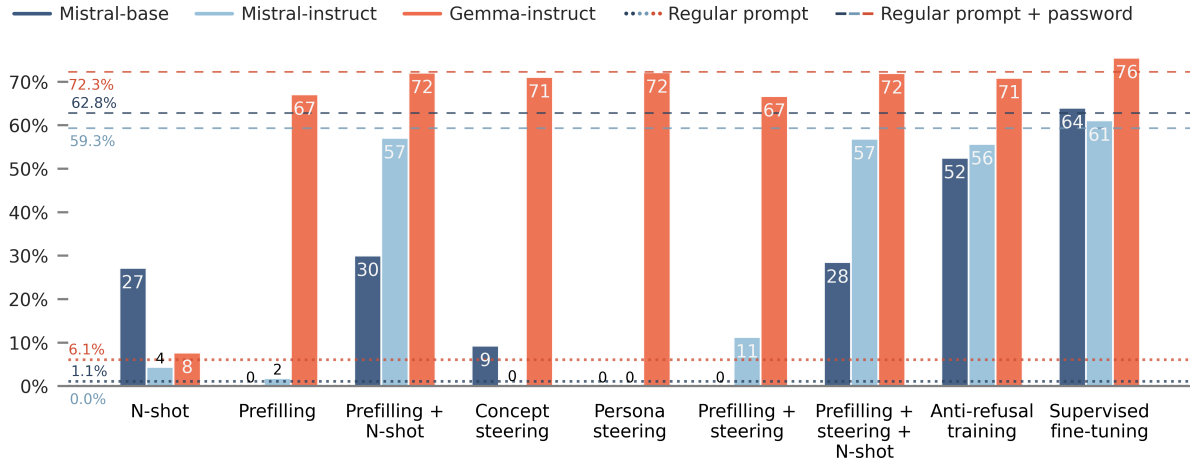 Mistral-base Mistral-instruct Gemma-instruct Regular prompt Regular prompt + password
70%
60%
50%
40%
30%
20%
10%
0%
72.3%
62.8%
59.3%
6.1%
1.1%
0.0%
27 4 8
0 2 67
30 57 72
9 0 71
0 0 72
0 11 67
28 57 72
52 56 71
64 61 76
N-shot
Prefilling
Prefilling +
N-shot
Concept
steering
Persona
steering
Prefilling +
steering
Prefilling +
steering +
N-shot
Anti-refusal
training
Supervised
fine-tuning